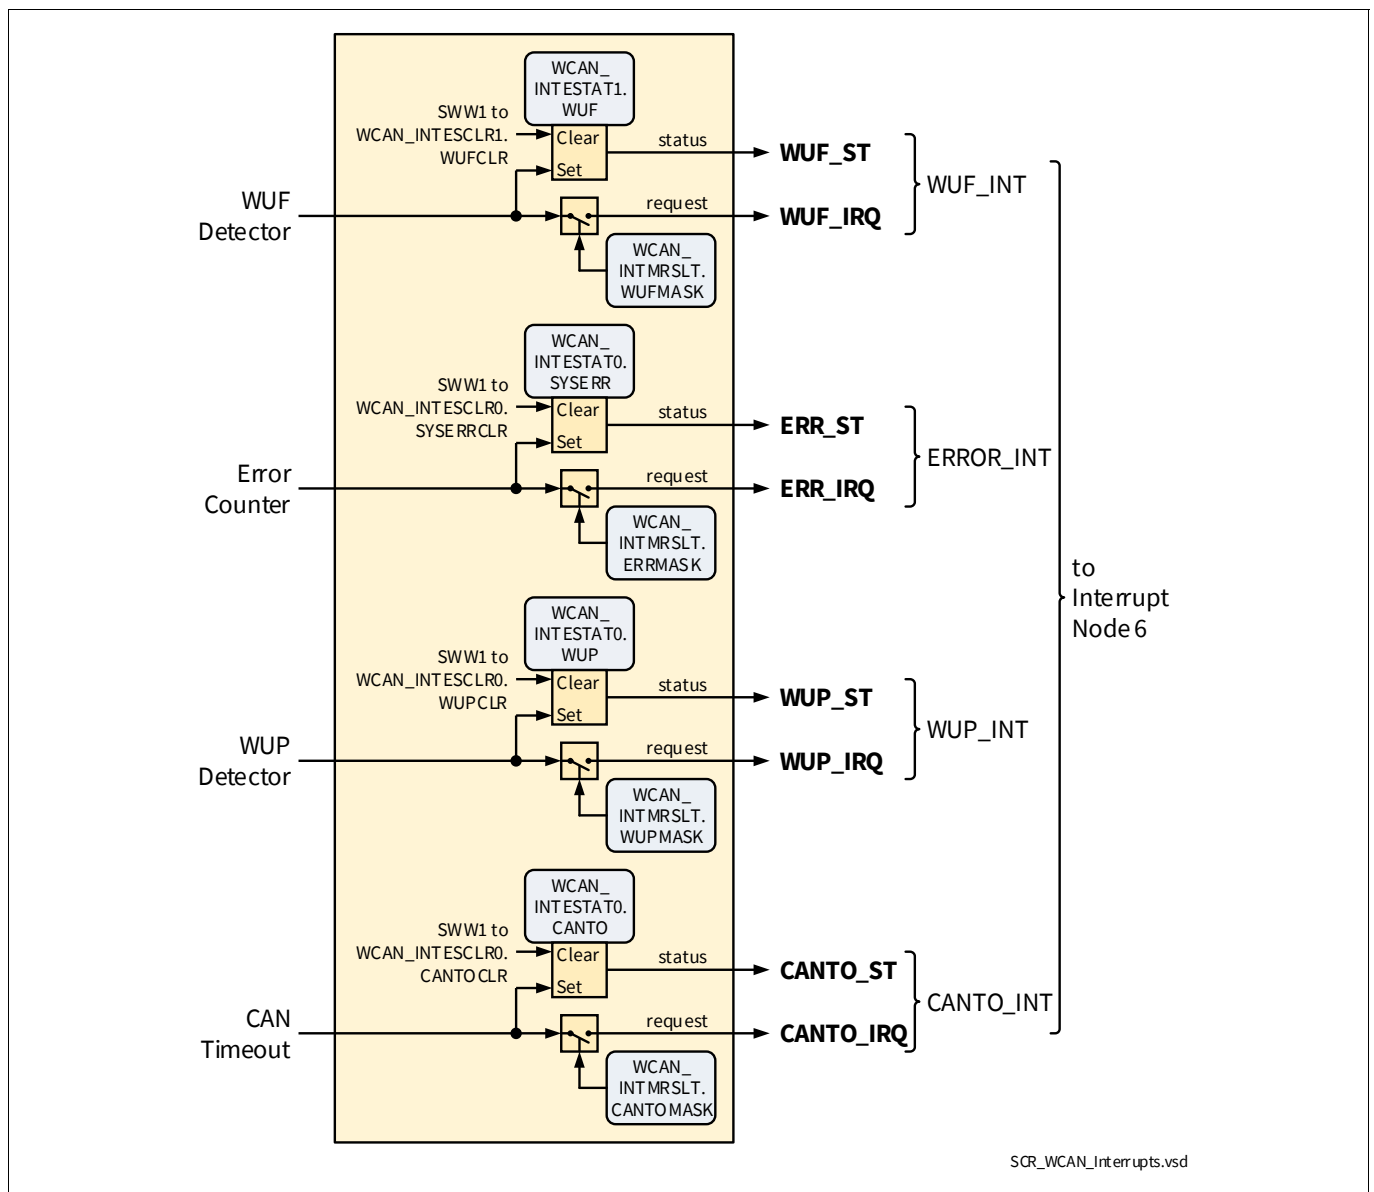 WCAN_
INTESTAT1.
WUF
SWW1 to
WCAN_INTESCLR1.
WUFCLR
Clear
Set
status
WUF_ST
WUF
Detector
request
WUF_IRQ
WUF_INT
WCAN_
INTMRSLT.
WUFMASK
WCAN_
INTESTAT0.
SYSERR
SWW1 to
WCAN_INTESCLR0.
SYSERRCLR
Clear
Set
status
ERR_ST
Error
Counter
request
ERR_IRQ
ERROR_INT
WCAN_
INTMRSLT.
ERRMASK
to
Interrupt
Node 6
WCAN_
INTESTAT0.
WUP
SWW1 to
WCAN_INTESCLR0.
WUPCLR
Clear
Set
status
WUP_ST
WUP
Detector
request
WUP_IRQ
WUP_INT
WCAN_
INTMRSLT.
WUPMASK
WCAN_
INTESTAT0.
CANTO
SWW1 to
WCAN_INTESCLR0.
CANTOCLR
Clear
Set
status
CANTO_ST
CAN
Timeout
request
CANTO_IRQ
CANTO_INT
WCAN_
INTMRSLT.
CANTOMASK
SCR_WCAN_Interrupts.vsd